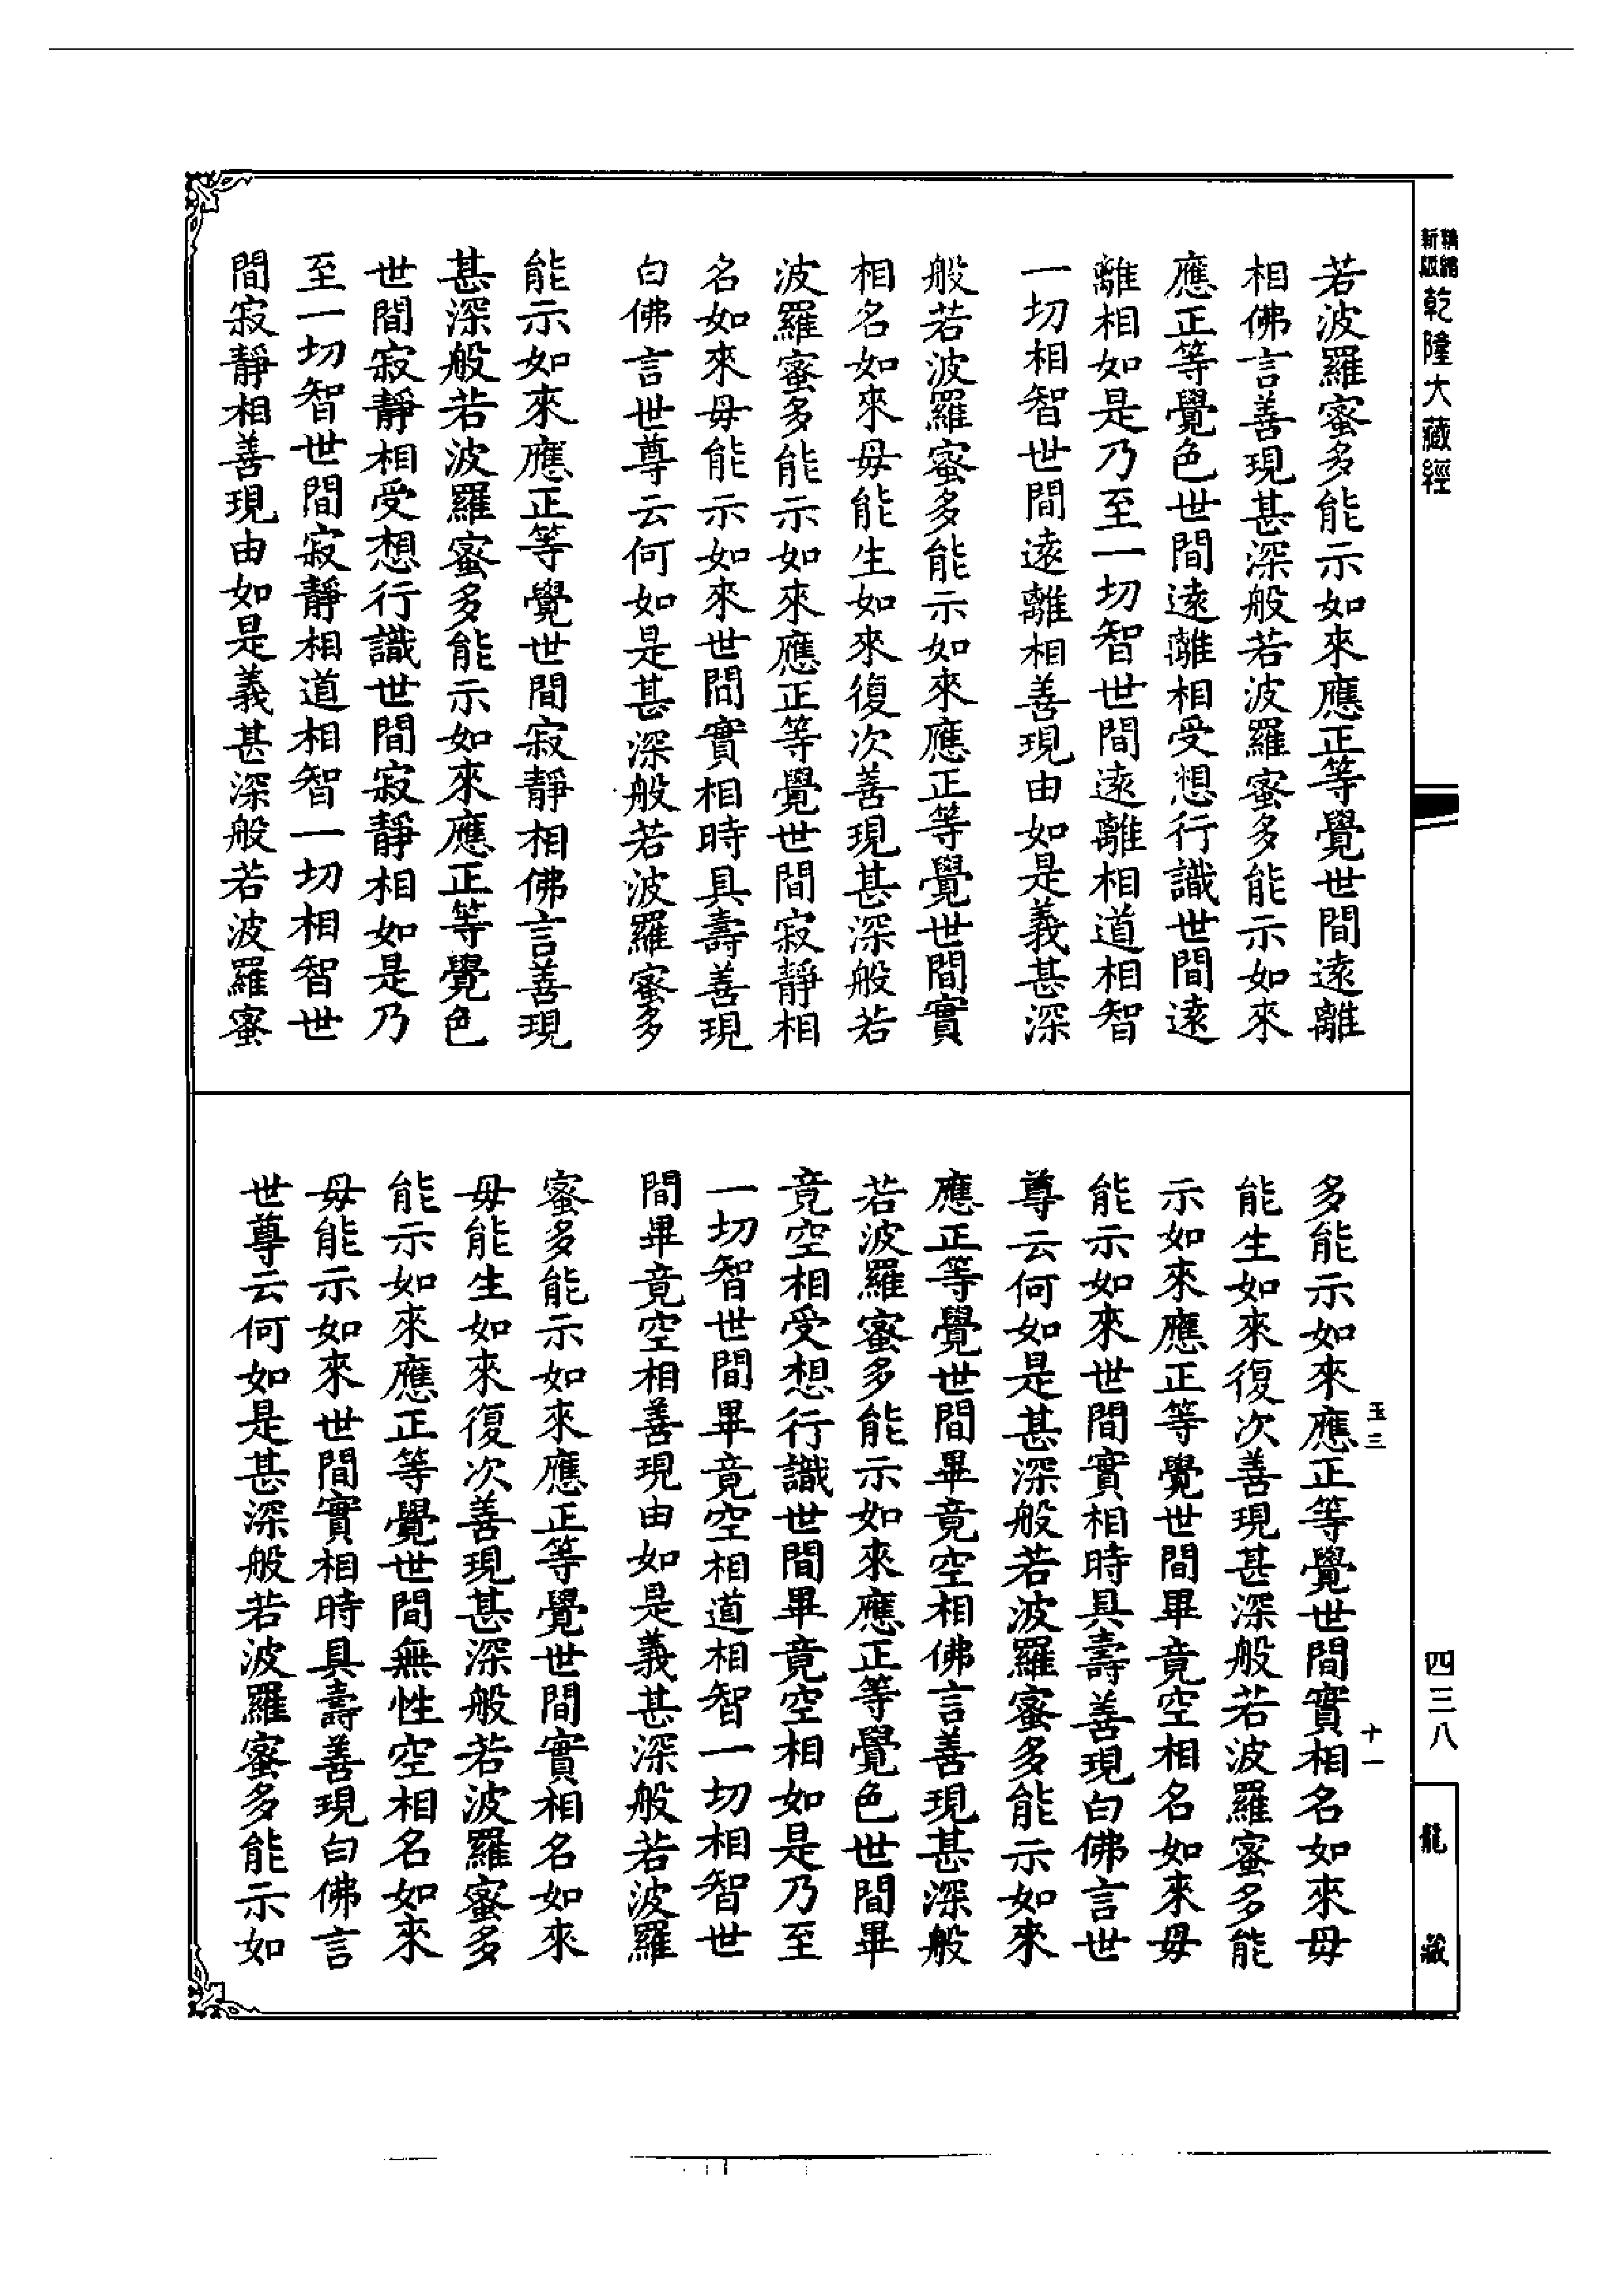 新版
乾隆大藏經
若波羅蜜多能示如來應正等覺世間遠離
相佛言善現甚深般若波羅蜜多能示如來
應正等覺色世間遠離相受想行識世間遠
離相如是乃至一切智世間遠離相道相智
一切相智世間遠離相善現由如是義甚深
般若波羅蜜多能示如來應正等覺世間實
相名如來毋能生如來復次善現甚深般若
波羅蜜多能示如來應正等覺世間寂靜相
名如來毋能示如來世間實相時具壽善現
白佛言世尊云何如是甚深般若波羅蜜多
能示如來應正等覺世間寂靜相佛言善現
甚深般若波羅蜜多能示如來應正等覺色
世間寂靜相受想行識世間寂靜相如是乃
至一切智世間寂靜相道相智一切相智世
間寂靜相善現由如是義甚深般若波羅蜜
多能示如來應正等覺世間實相名如來毋
能生如來復次善現甚深般若波羅蜜多能
示如來應正等覺世間畢竟空相名如來毋
能示如來世間實相時具壽善現白佛言世
尊云何如是甚深般若波羅蜜多能示如來
應正等覺世間畢竟空相佛言善現甚深般
若波羅蜜多能示如來應正等覺色世間畢
竟空相受想行識世間畢竟空相如是乃至
一切智世間畢竟空相道相智一切相智世
間畢竟空相善現由如是義甚深般若波羅
蜜多能示如來應正等覺世間實相名如來
毋能生如來復次善現甚深般若波羅蜜多
能示如來應正等覺世間無性空相名如來
毋能示如來世間實相時具壽善現白佛言
世尊云何如是甚深般若波羅蜜多能示如
玉三
十一
四三八
龍藏